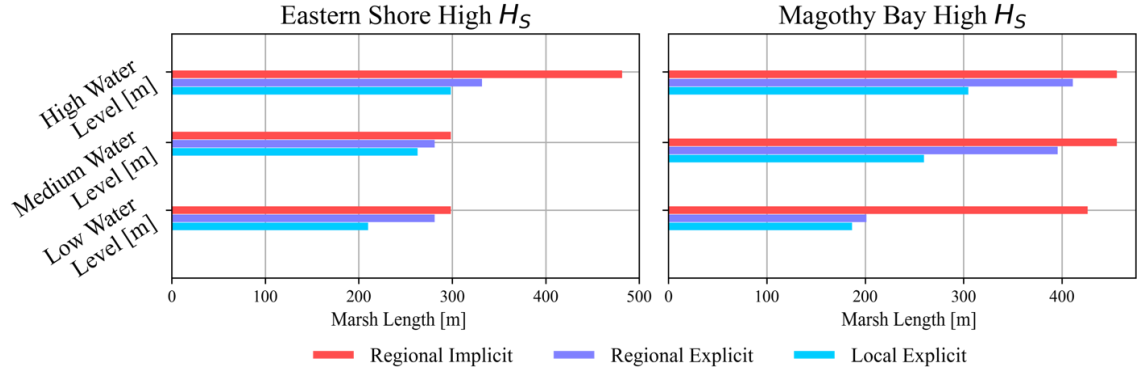 Eastern Shore High H_S
Magothy Bay High H_S
High Water
Level [m]
Medium Water
Level [m]
Low Water
Level [m]
0 100 200 300 400 500
0 100 200 300 400
Marsh Length [m]
Marsh Length [m]
Regional Implicit Regional Explicit Local Explicit